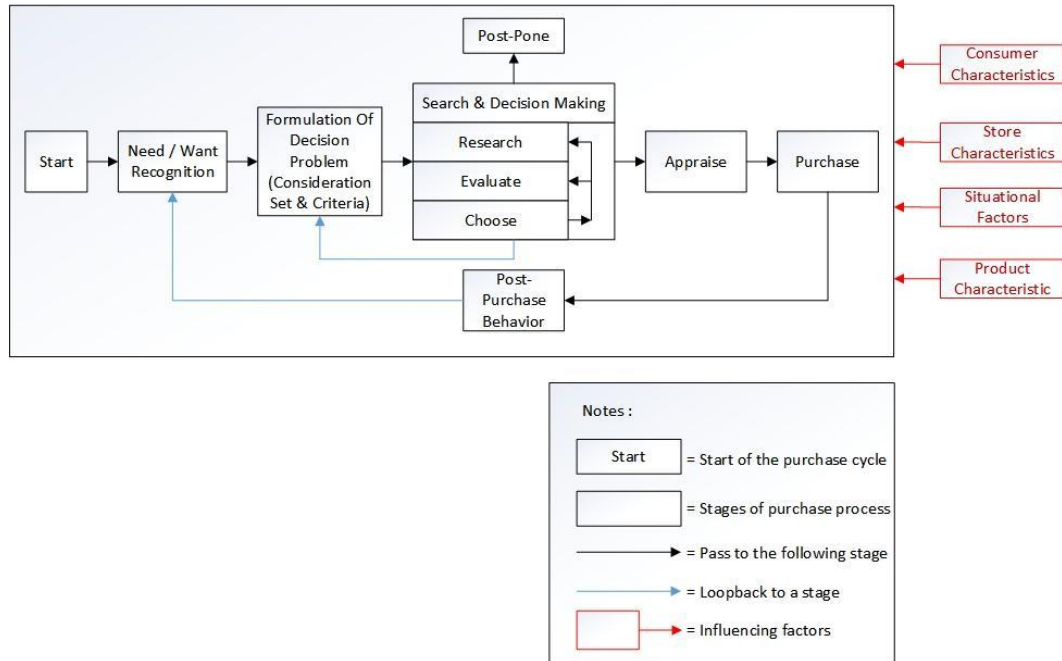 Post-Pone
Search & Decision Making
Research
Evaluate
Choose
Start
Need / Want
Recognition
Formulation Of
Decision
Problem
(Consideration
Set & Criteria)
Appraise
Purchase
Post-
Purchase
Behavior
Consumer
Characteristics
Store
Characteristics
Situational
Factors
Product
Characteristic
Notes :
Start
= Start of the purchase cycle
= Stages of purchase process
= Pass to the following stage
= Loopback to a stage
= Influencing factors